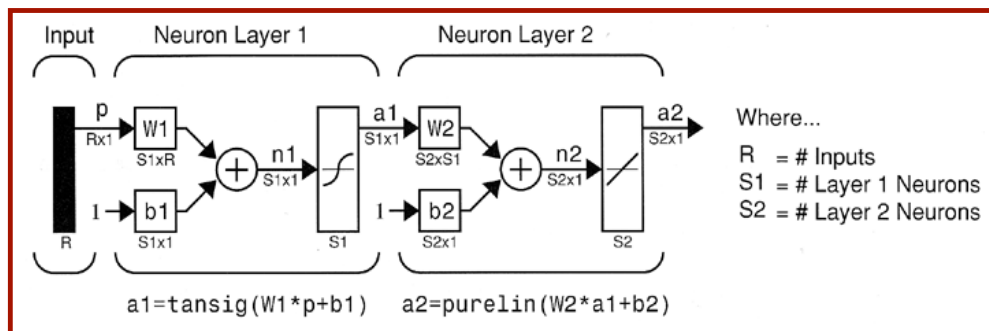 Input Neuron Layer 1 Neuron Layer 2
p a1 a2
Rx1 W1 S1x1 W2 S2x1
S1xR n1 S2xS1 n2
S1x1 S2x1
1 b1 1 b2
R S1x1 S1 S2x1 S2
a1=tansig(W1*p+b1) a2=purelin(W2*a1+b2)
Where...
R = # Inputs
S1 = # Layer 1 Neurons
S2 = # Layer 2 Neurons